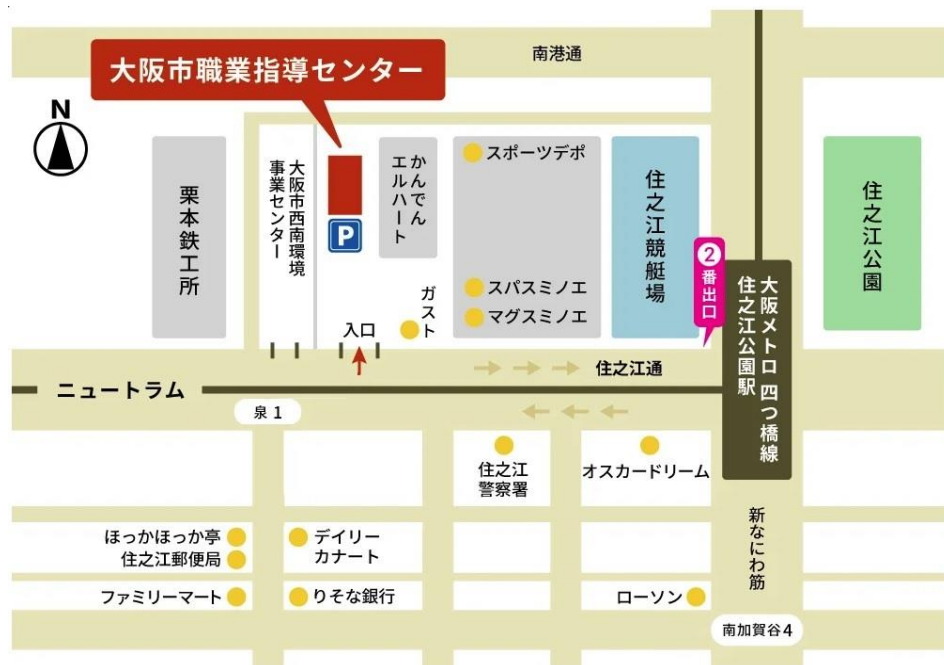 南港通
大阪市職業指導センター
N
栗本鉄工所
大阪市西南環境
事業センター
P
かんでん
エルハート
スポーツデポ
スパスミノエ
マグスミノエ
住之江競艇場
2
番出口
大阪メトロ 四つ橋線
住之江公園駅
住之江公園
ガスト
入口
住之江通
ニュートラム
泉1
住之江
警察署
オスカードリーム
新なにわ筋
ほっかほっか亭
住之江郵便局
デイリー
カナート
ファミリーマート
りそな銀行
ローソン
南加賀谷4